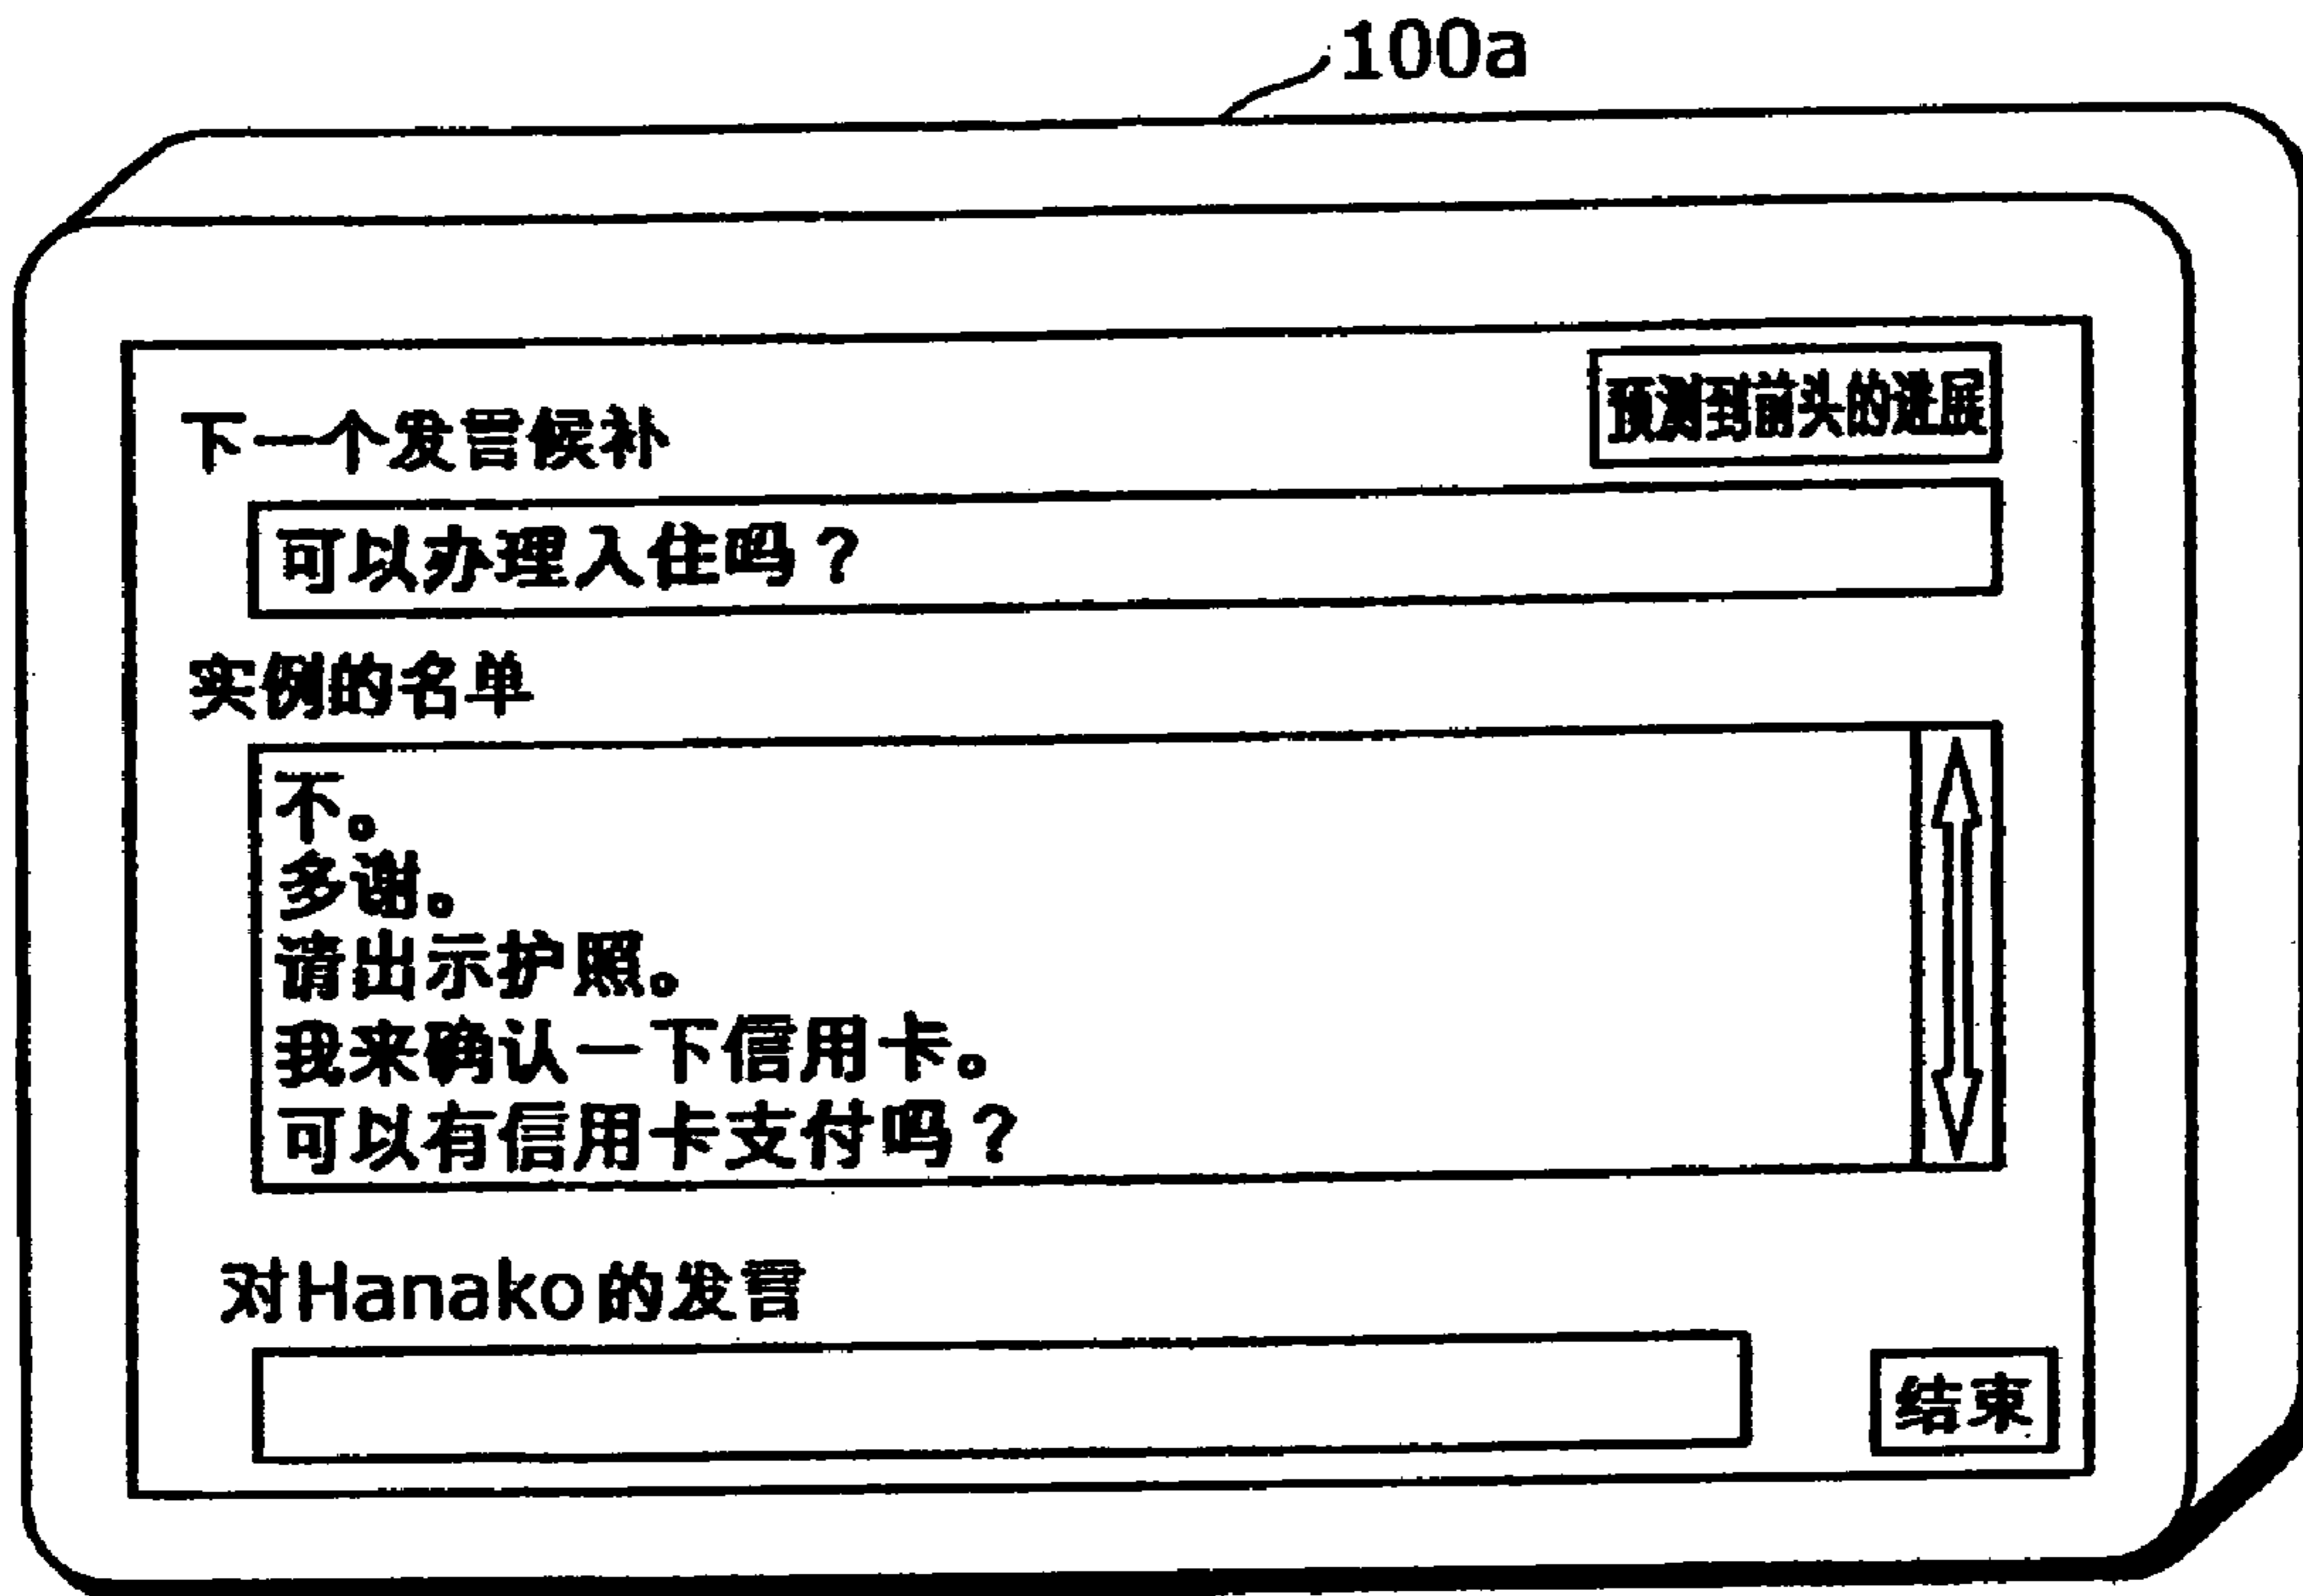 100a
预测到前头的进展
下一个发言候补
可以办理入住吗？
实例的名单
不。
多谢。
请出示护照。
我来确认一下信用卡。
可以有信用卡支付吗？
对Hanako的发言
结束